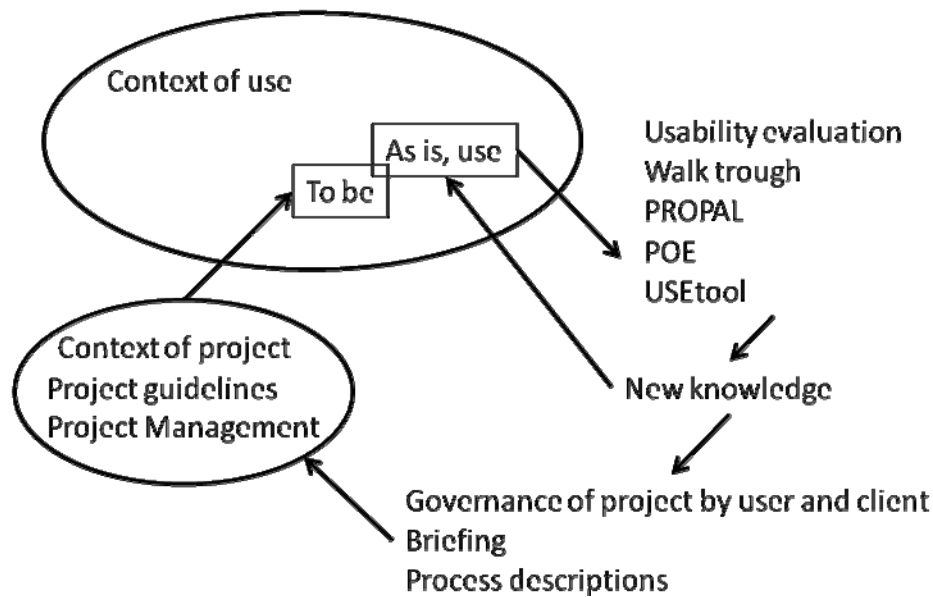 Context of use
As is, use
To be
Usability evaluation
Walk trough
PROPAL
POE
USEtool
Context of project
Project guidelines
Project Management
New knowledge
Governance of project by user and client
Briefing
Process descriptions